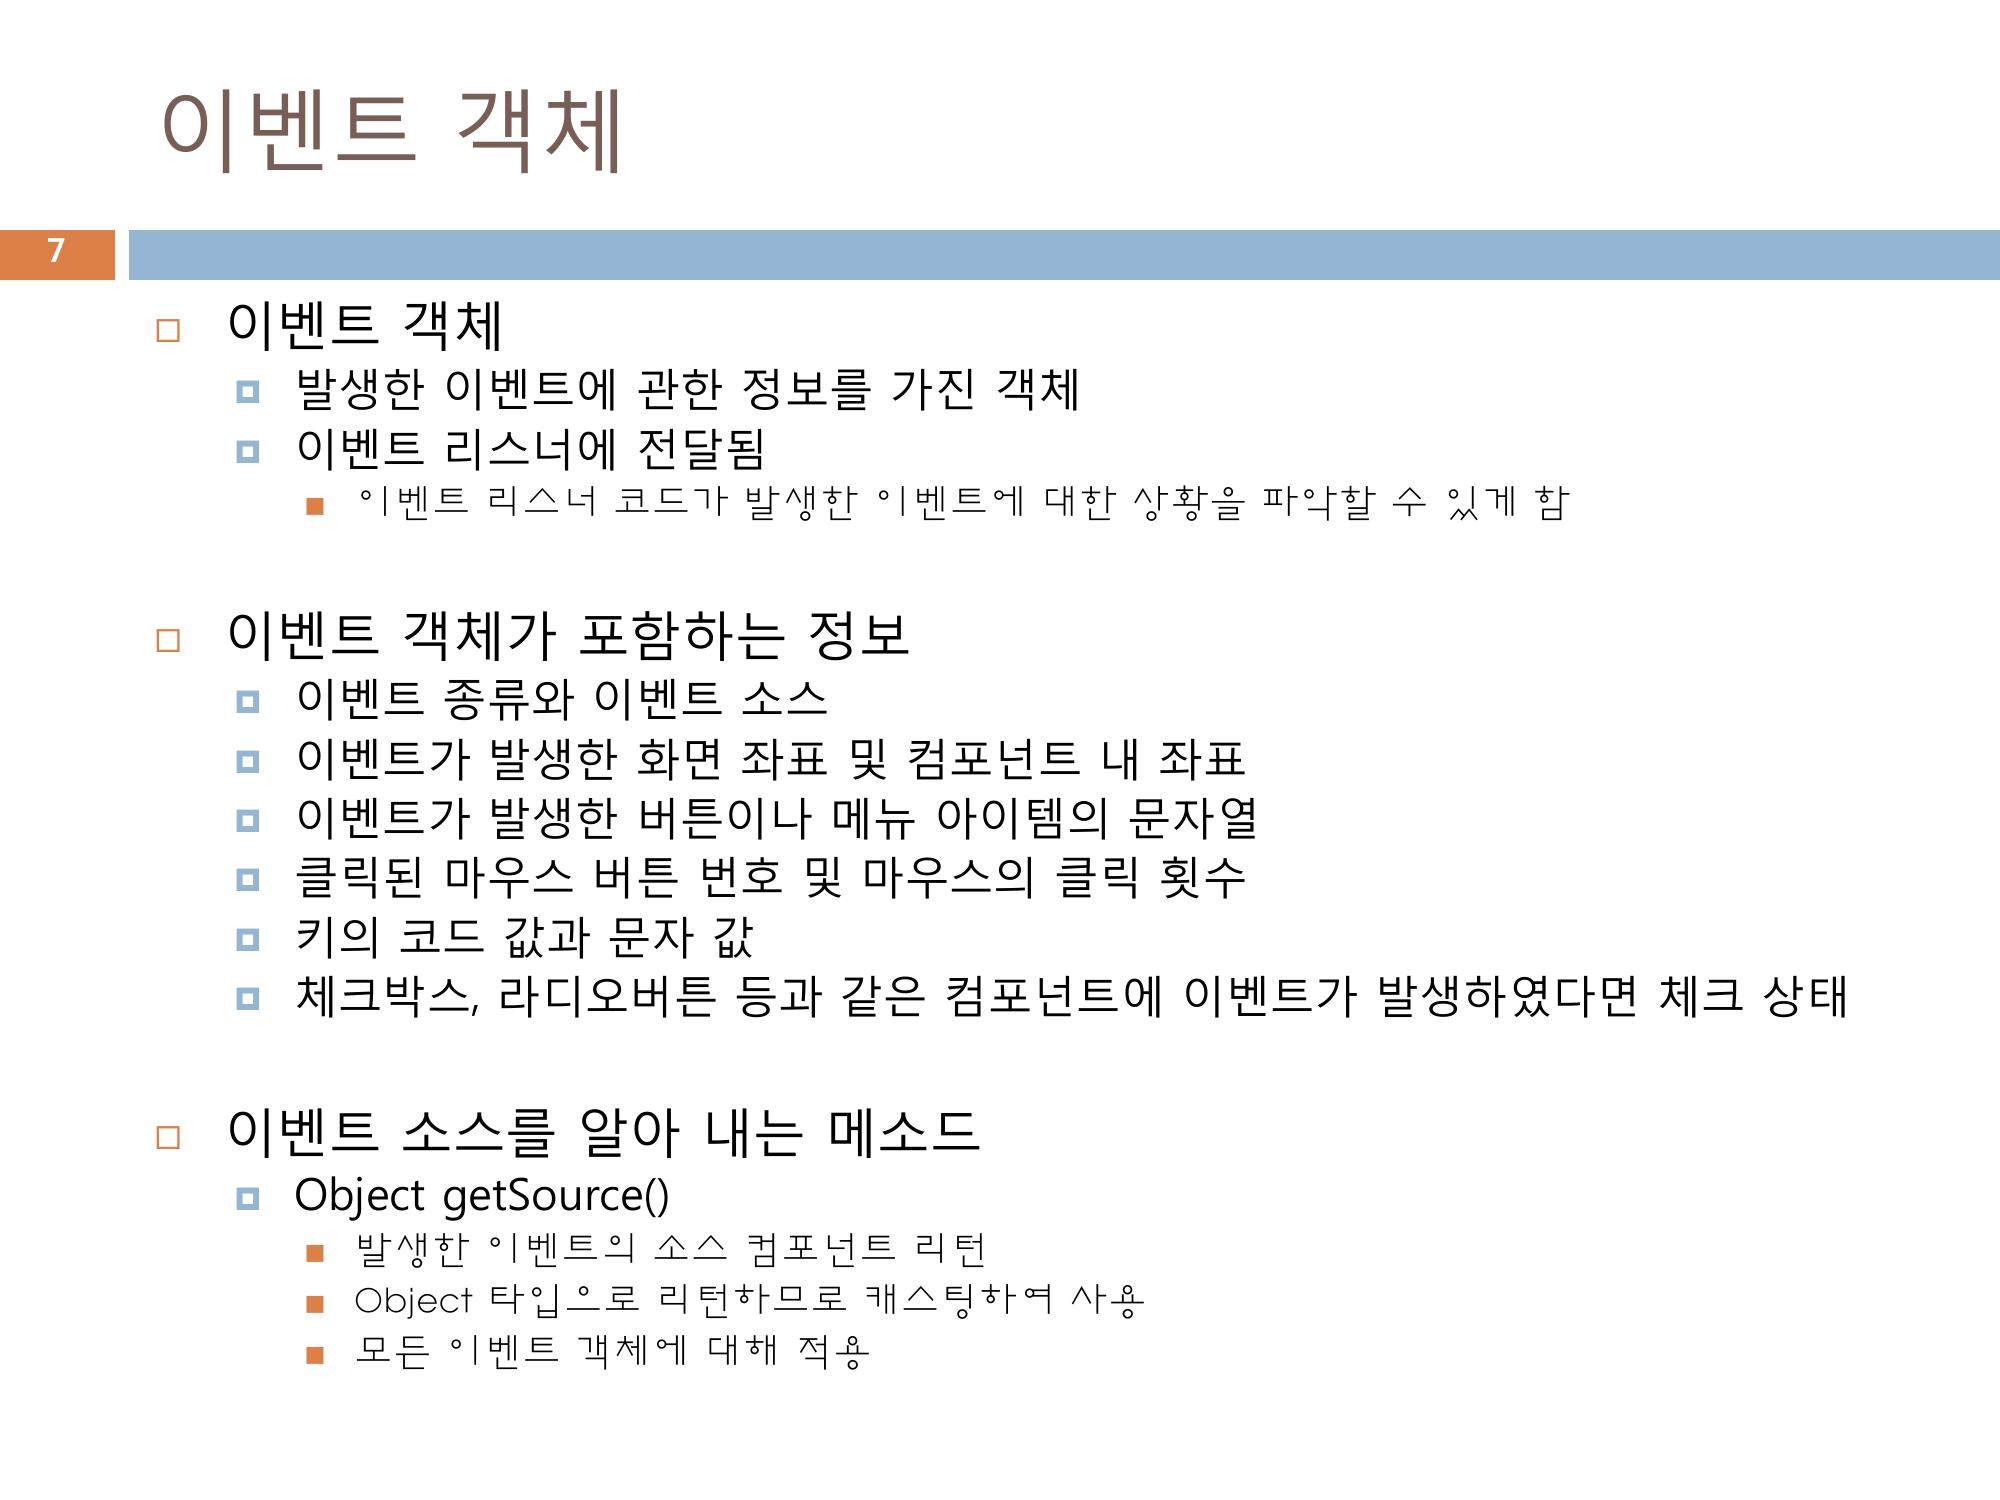 이벤트 객체
7
이벤트 객체
발생한 이벤트에 관한 정보를 가진 객체
이벤트 리스너에 전달됨
이벤트 리스너 코드가 발생한 이벤트에 대한 상황을 파악할 수 있게 함
이벤트 객체가 포함하는 정보
이벤트 종류와 이벤트 소스
이벤트가 발생한 화면 좌표 및 컴포넌트 내 좌표
이벤트가 발생한 버튼이나 메뉴 아이템의 문자열
클릭된 마우스 버튼 번호 및 마우스의 클릭 횟수
키의 코드 값과 문자 값
체크박스, 라디오버튼 등과 같은 컴포넌트에 이벤트가 발생하였다면 체크 상태
이벤트 소스를 알아 내는 메소드
Object getSource()
발생한 이벤트의 소스 컴포넌트 리턴
Object 타입으로 리턴하므로 캐스팅하여 사용
모든 이벤트 객체에 대해 적용